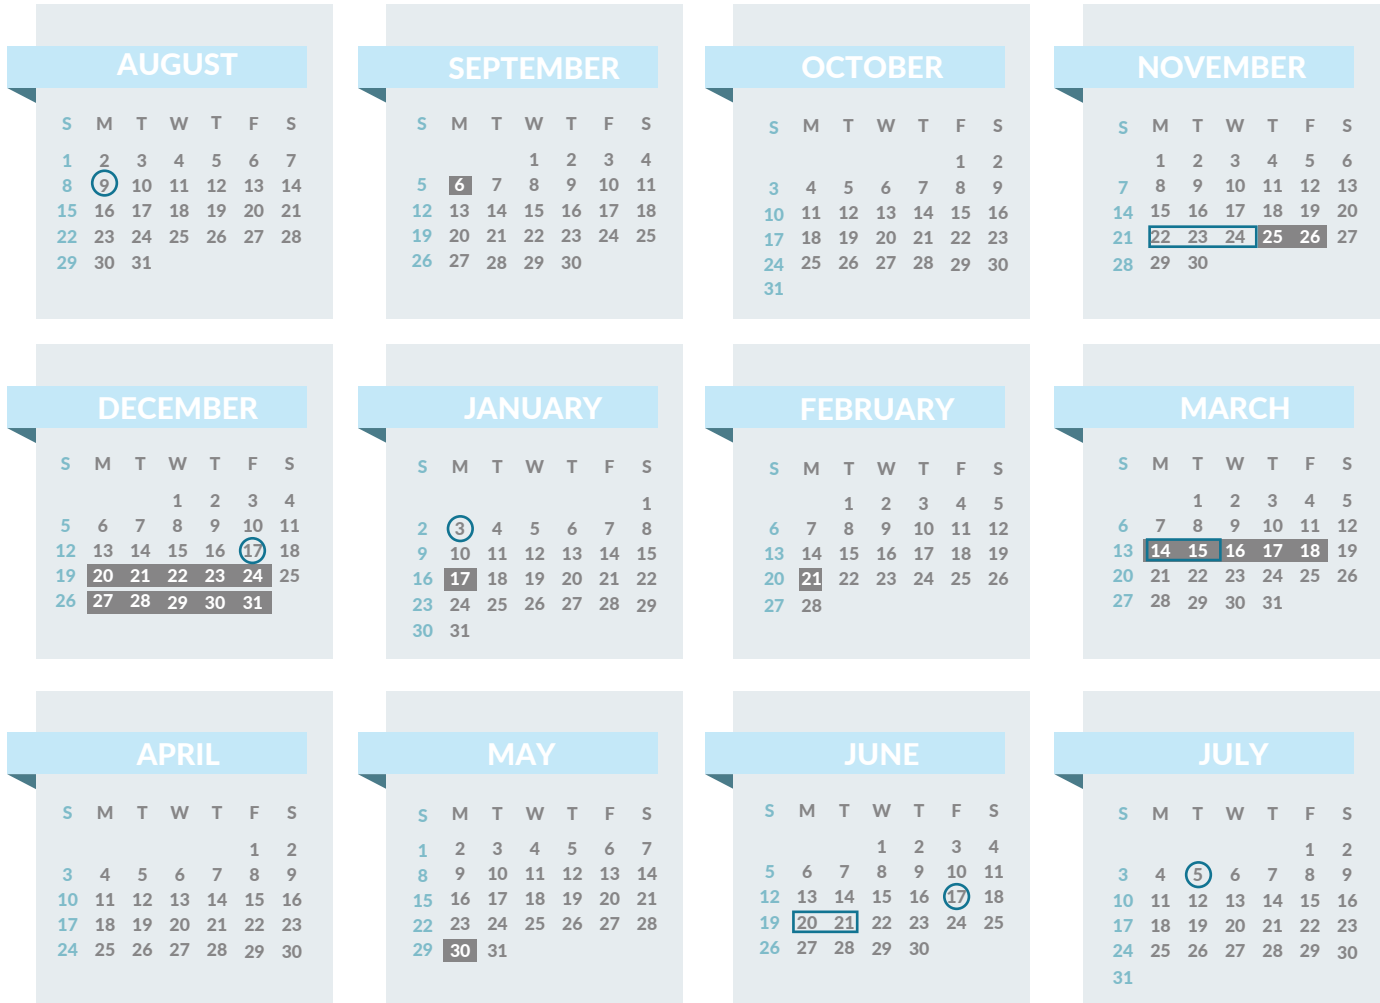 AUGUST
S M T W T F S
1 2 3 4 5 6 7
8 9 10 11 12 13 14
15 16 17 18 19 20 21
22 23 24 25 26 27 28
29 30 31
SEPTEMBER
S M T W T F S
1 2 3 4
5 6 7 8 9 10 11
12 13 14 15 16 17 18
19 20 21 22 23 24 25
26 27 28 29 30
OCTOBER
S M T W T F S
1 2
3 4 5 6 7 8 9
10 11 12 13 14 15 16
17 18 19 20 21 22 23
24 25 26 27 28 29 30
31
NOVEMBER
S M T W T F S
1 2 3 4 5 6
7 8 9 10 11 12 13
14 15 16 17 18 19 20
21 22 23 24 25 26 27
28 29 30
DECEMBER
S M T W T F S
1 2 3 4
5 6 7 8 9 10 11
12 13 14 15 16 17 18
19 20 21 22 23 24 25
26 27 28 29 30 31
JANUARY
S M T W T F S
1
2 3 4 5 6 7 8
9 10 11 12 13 14 15
16 17 18 19 20 21 22
23 24 25 26 27 28 29
30 31
FEBRUARY
S M T W T F S
1 2 3 4 5
6 7 8 9 10 11 12
13 14 15 16 17 18 19
20 21 22 23 24 25 26
27 28
MARCH
S M T W T F S
1 2 3 4 5
6 7 8 9 10 11 12
13 14 15 16 17 18 19
20 21 22 23 24 25 26
27 28 29 30 31
APRIL
S M T W T F S
1 2
3 4 5 6 7 8 9
10 11 12 13 14 15 16
17 18 19 20 21 22 23
24 25 26 27 28 29 30
MAY
S M T W T F S
1 2 3 4 5 6 7
8 9 10 11 12 13 14
15 16 17 18 19 20 21
22 23 24 25 26 27 28
29 30 31
JUNE
S M T W T F S
1 2 3 4
5 6 7 8 9 10 11
12 13 14 15 16 17 18
19 20 21 22 23 24 25
26 27 28 29 30
JULY
S M T W T F S
1 2
3 4 5 6 7 8 9
10 11 12 13 14 15 16
17 18 19 20 21 22 23
24 25 26 27 28 29 30
31